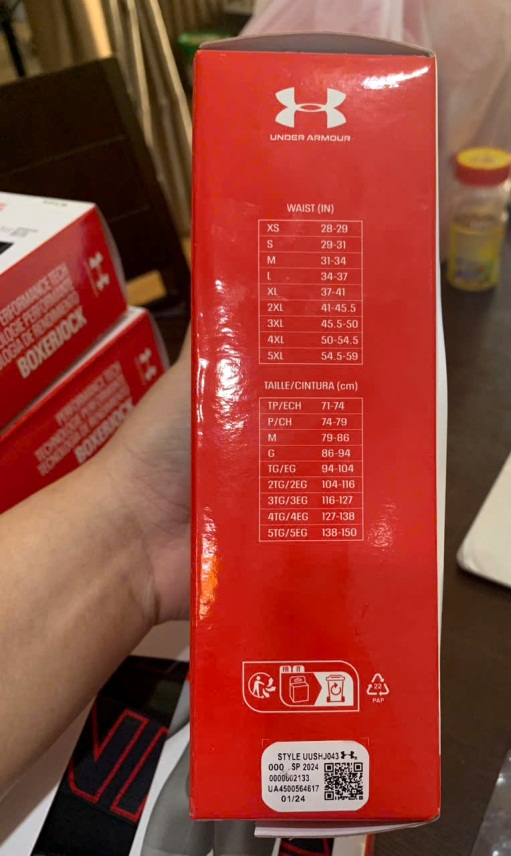 UNDER ARMOUR
WAIST (IN)
XS 28-29
S 29-31
M 31-34
L 34-37
XL 37-41
2XL 41-45.5
3XL 45.5-50
4XL 50-54.5
5XL 54.5-59
TAILLE/CINTURA (cm)
TP/ECH 71-74
P/CH 74-79
M 79-86
G 86-94
TG/EG 94-104
2TG/2EG 104-116
3TG/3EG 116-127
4TG/4EG 127-138
5TG/5EG 138-150
FR
22
PAP
STYLE UUSHJ043
000 SP 2024
UA4500564617
01/24
PERFORMANCE TECH
BOXERJOCK
PERFORMANCE TECH
BOXERJOCK